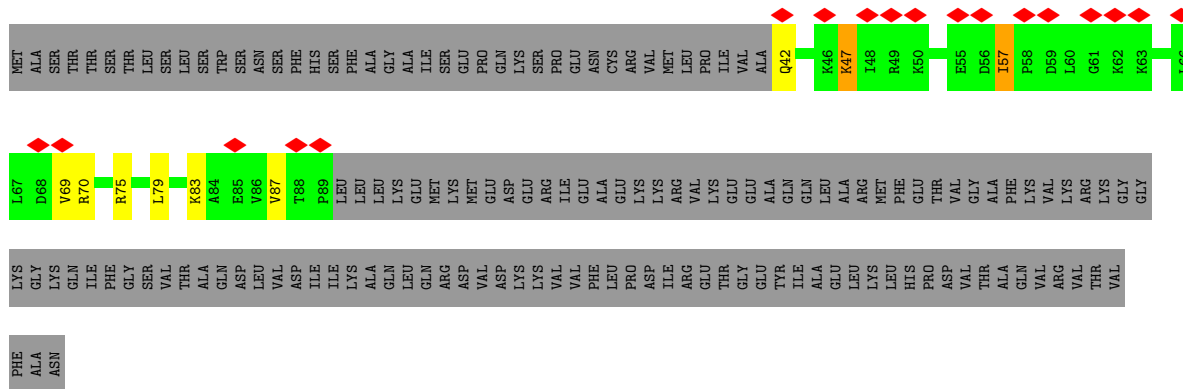 MET ALA SER THR THR SER THR LEU SER LEU SER TRP SER ASN SER PHE HIS SER PHE ALA GLY ALA ILE SER GLU PRO GLN LYS SER PRO GLU ASN CYS ARG VAL MET LEU PRO ILE VAL ALA Q42 K46 K47 I48 R49 K50 E55 D56 I57 P58 D59 L60 G61 K62 K63 L66
L67 D68 V69 R70 R75 L79 K83 A84 E85 V86 V87 T88 P89 LEU LEU LEU LYS GLU MET LYS MET GLU ASP GLU ARG ILE GLU ALA GLU LYS LYS ARG VAL LYS GLU GLU ALA GLN GLN LEU ALA ARG MET PHE GLU THR VAL GLY ALA PHE LYS VAL LYS ARG LYS GLY GLY
LYS GLY LYS GLN ILE PHE GLY SER VAL THR ALA GLN ASP LEU VAL ASP ILE ILE LYS ALA GLN LEU GLN ARG ASP VAL ASP LYS LYS VAL VAL PHE LEU PRO ASP ILE ARG GLU THR GLY GLU TYR ILE ALA GLU LEU LYS LEU HIS PRO ASP VAL THR ALA GLN VAL ARG VAL THR VAL
PHE ALA ASN